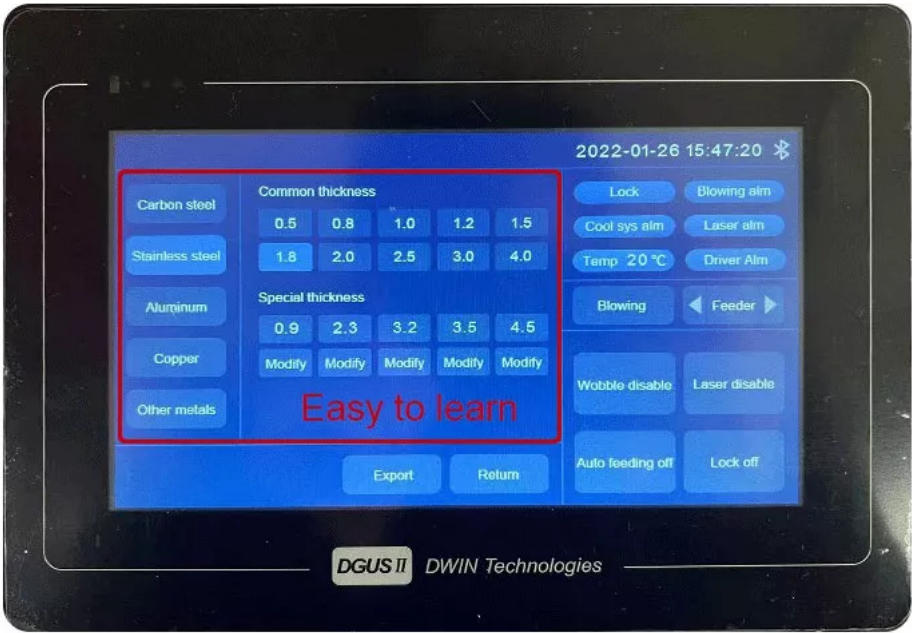 2022-01-26 15:47:20
Carbon steel
Stainless steel
Aluminum
Copper
Other metals
Common thickness
0.5 0.8 1.0 1.2 1.5
1.8 2.0 2.5 3.0 4.0
Special thickness
0.9 2.3 3.2 3.5 4.5
Modify Modify Modify Modify Modify
Easy to learn
Export Return
Lock Blowing alm
Cool sys alm Laser alm
Temp 20℃ Driver Alm
Blowing Feeder
Wobble disable Laser disable
Auto feeding off Lock off
DGUS II DWIN Technologies